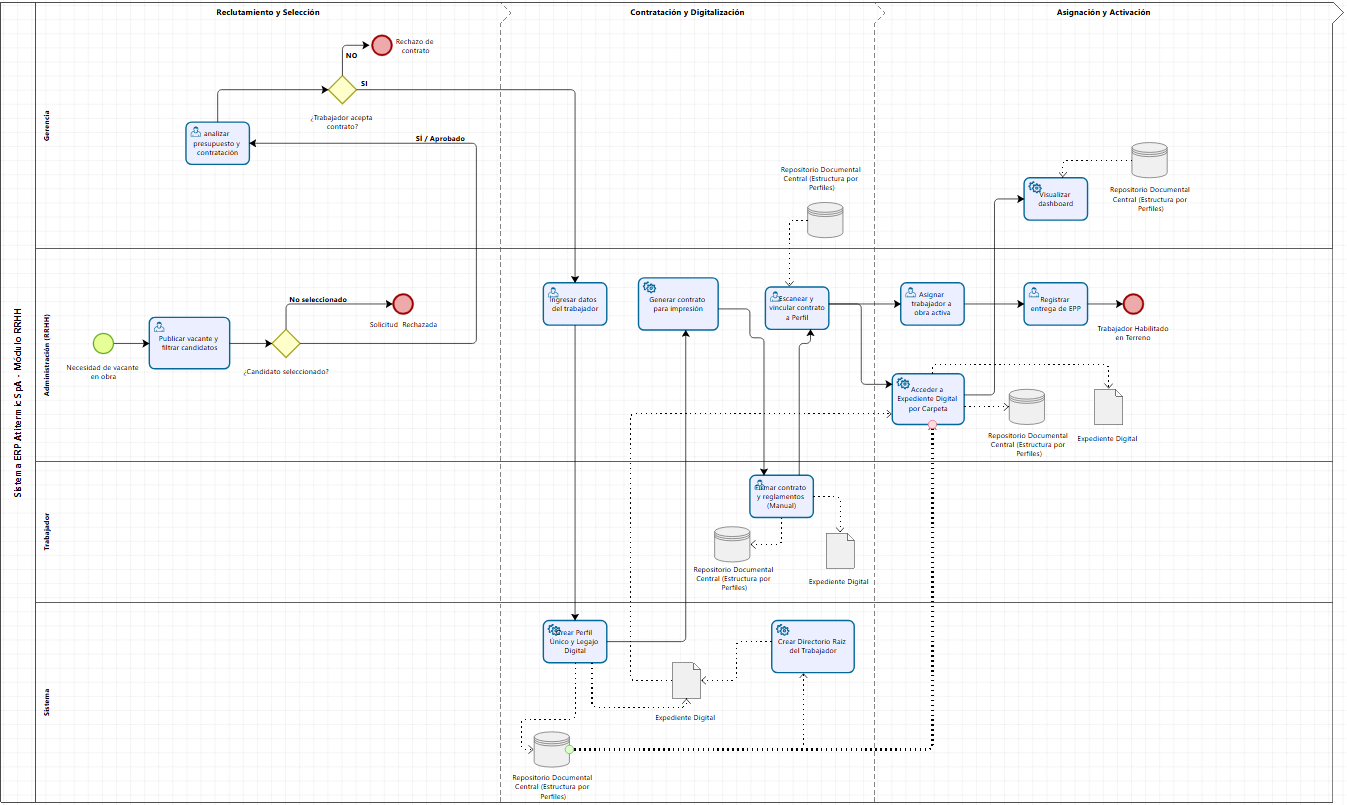 Reclutamiento y Selección
Contratación y Digitalización
Asignación y Activación
Sistema ERP Atitermic SpA - Módulo RRHH
Gerencia
Rechazo de
contrato
NO
SI
¿Trabajador acepta
contrato?
analizar
presupuesto y
contratación
SÍ / Aprobado
Repositorio Documental
Central (Estructura por
Perfiles)
Visualizar
dashboard
Repositorio Documental
Central (Estructura por
Perfiles)
Administración (RRHH)
Necesidad de vacante
en obra
Publicar vacante y
filtrar candidatos
¿Candidato seleccionado?
No seleccionado
Solicitud Rechazada
Ingresar datos
del trabajador
Generar contrato
para impresión
Escanear y
vincular contrato
a Perfil
Asignar
trabajador a
obra activa
Registrar
entrega de EPP
Trabajador Habilitado
en Terreno
Acceder a
Expediente Digital
por Carpeta
Repositorio Documental
Central (Estructura por
Perfiles)
Expediente Digital
Trabajador
Firmar contrato
y reglamentos
(Manual)
Repositorio Documental
Central (Estructura por
Perfiles)
Expediente Digital
Sistema
Crear Perfil
Único y Legajo
Digital
Crear Directorio Raíz
del Trabajador
Expediente Digital
Repositorio Documental
Central (Estructura por
Perfiles)